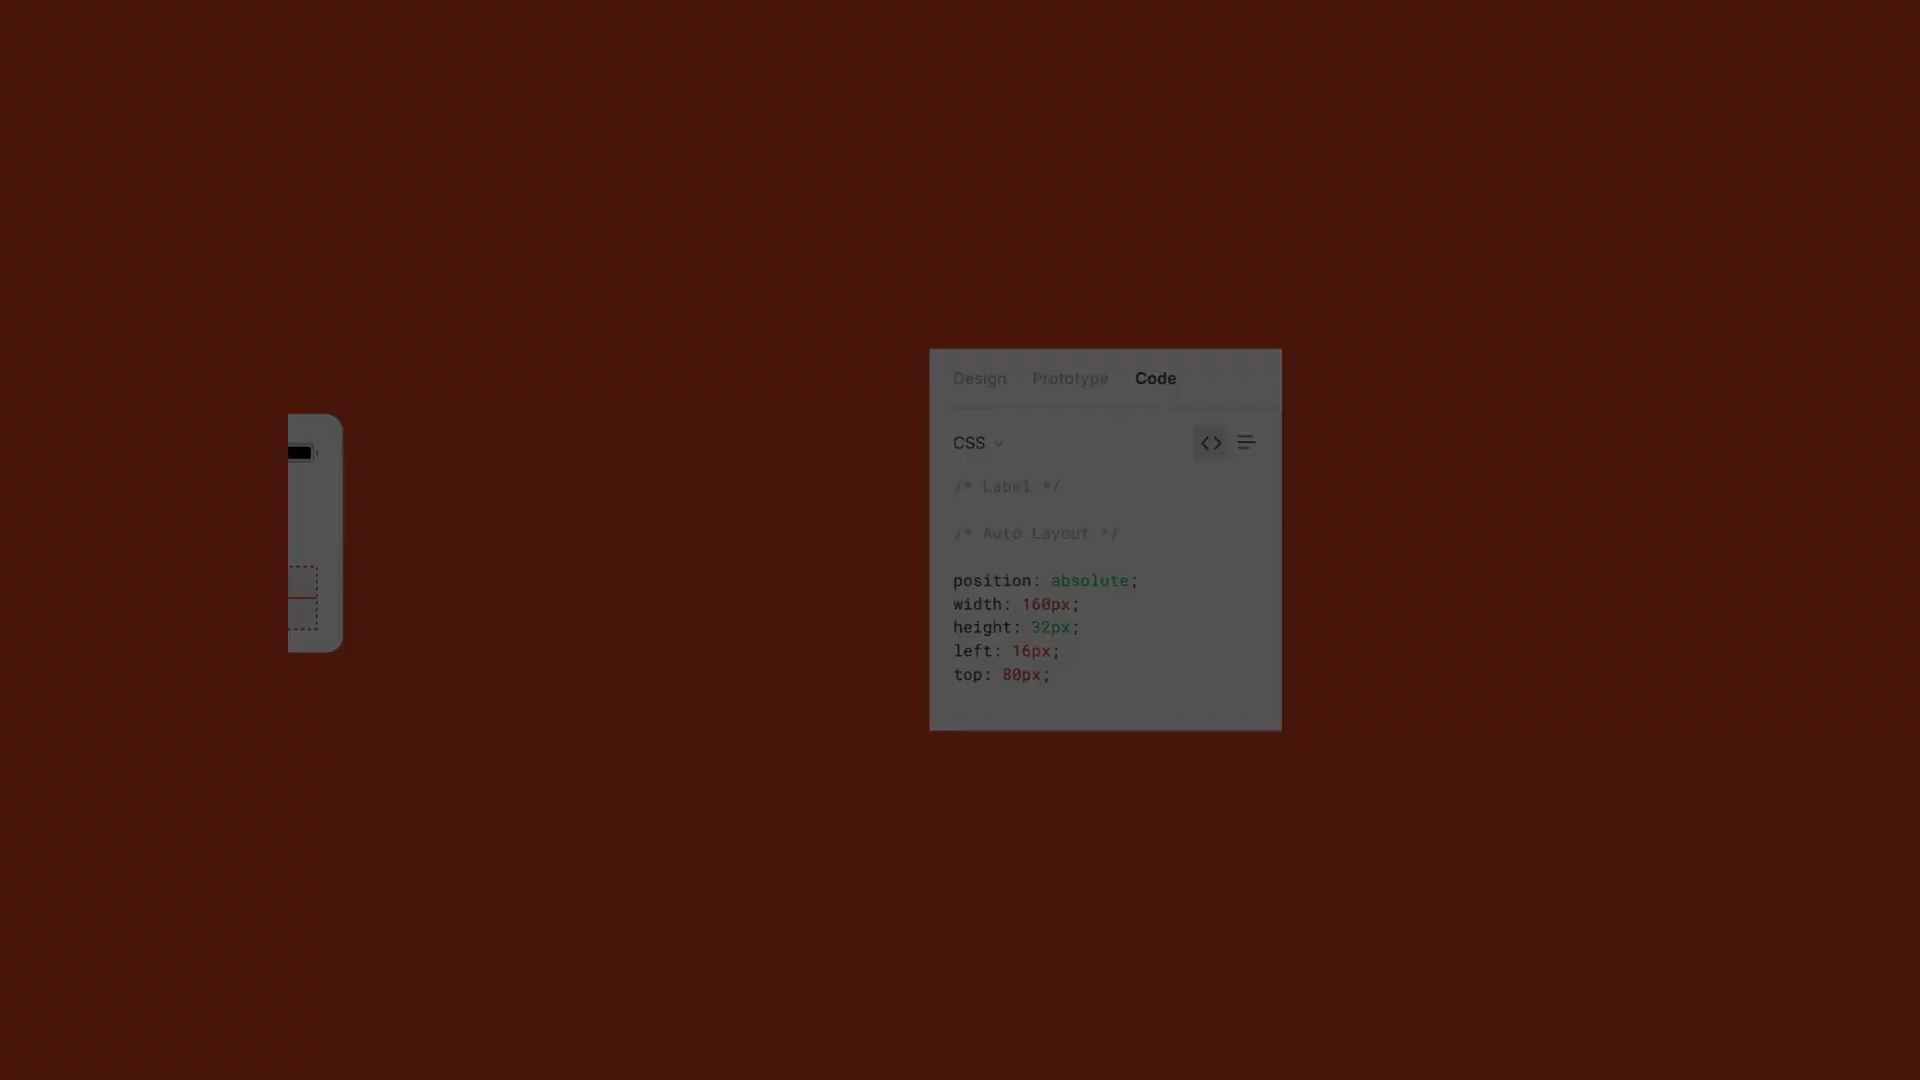 Design Prototype Code
CSS
/* Label */
/* Auto Layout */
position: absolute;
width: 160px;
height: 32px;
left: 16px;
top: 80px;